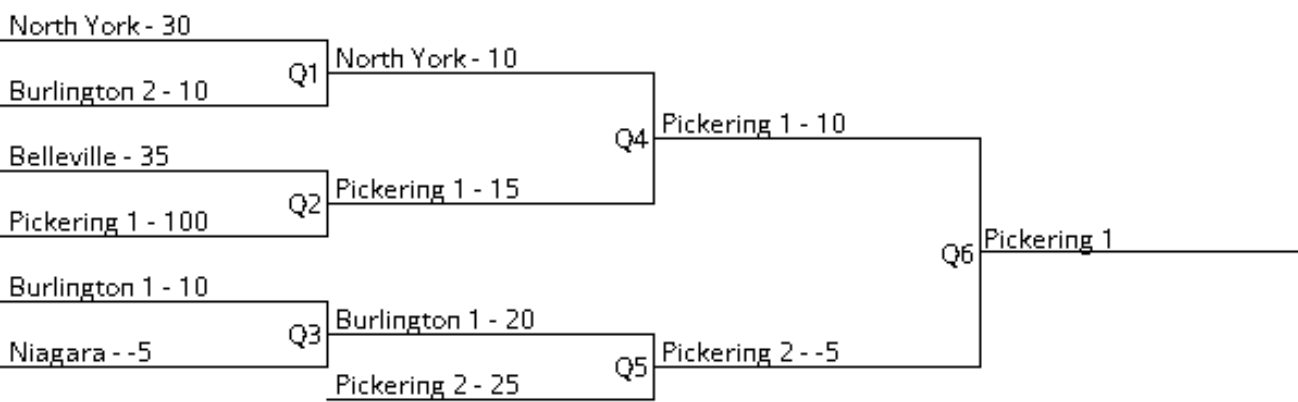 North York - 30
Burlington 2 - 10
Q1
North York - 10
Belleville - 35
Pickering 1 - 100
Q2
Pickering 1 - 15
Q4
Pickering 1 - 10
Burlington 1 - 10
Niagara - -5
Q3
Burlington 1 - 20
Pickering 2 - 25
Q5
Pickering 2 - -5
Q6
Pickering 1